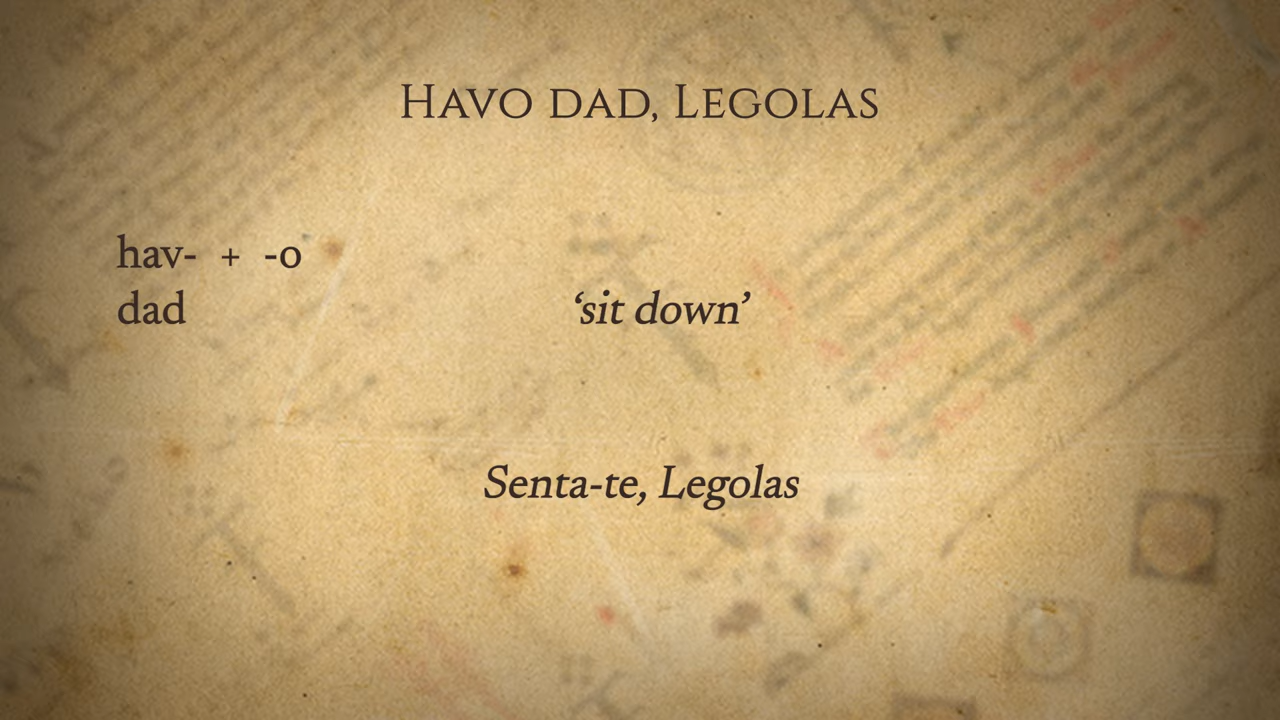 Havo dad, Legolas
hav- + -o
dad ‘sit down’
Senta-te, Legolas